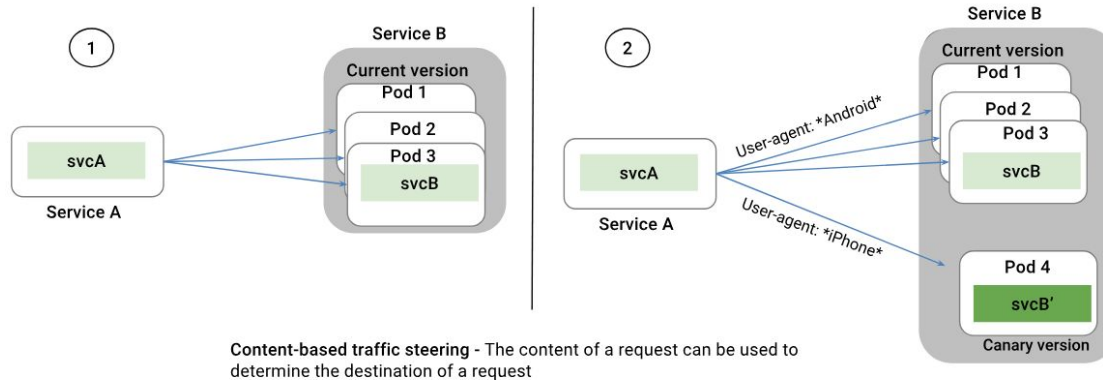 1
Service B
Current version
Pod 1
Pod 2
Pod 3
svcB
svcA
Service A
2
Service B
Current version
Pod 1
Pod 2
Pod 3
svcB
User-agent: *Android*
svcA
Service A
User-agent: *iPhone*
Pod 4
svcB’
Canary version
Content-based traffic steering - The content of a request can be used to
determine the destination of a request